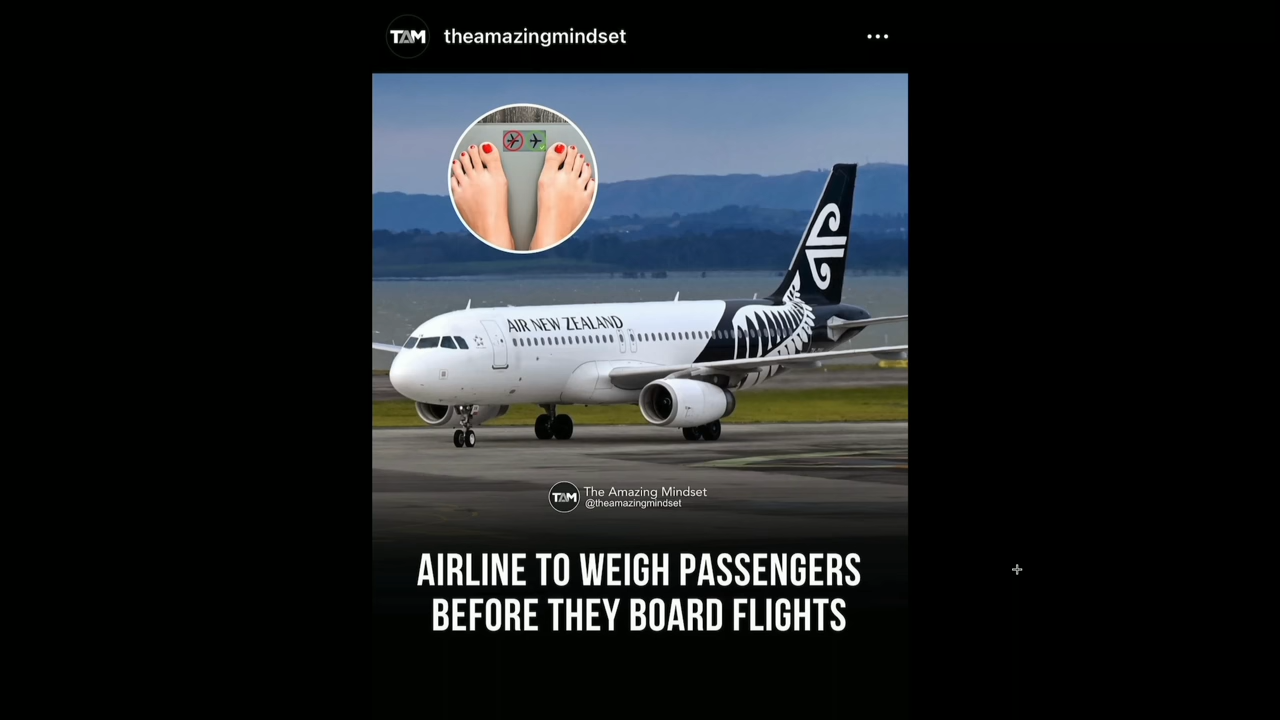 TAM theamazingmindset
AIR NEW ZEALAND
TAM The Amazing Mindset
@theamazingmindset
AIRLINE TO WEIGH PASSENGERS
BEFORE THEY BOARD FLIGHTS